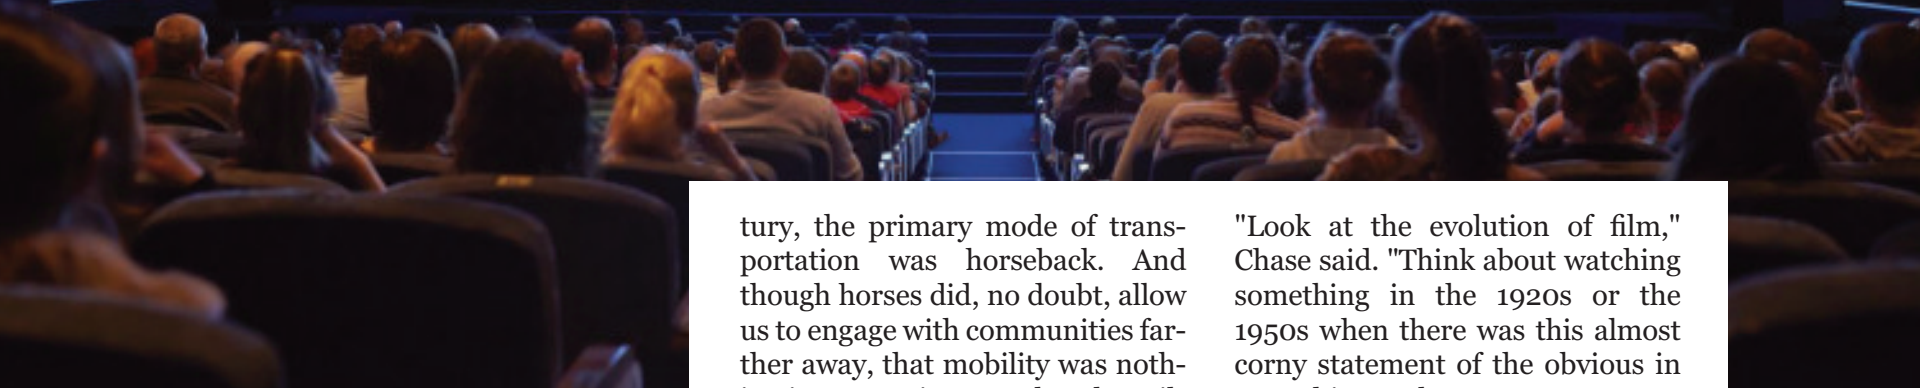 tury, the primary mode of trans-
portation was horseback. And
though horses did, no doubt, allow
us to engage with communities far-
ther away, that mobility was noth-
"Look at the evolution of film,"
Chase said. "Think about watching
something in the 1920s or the
1950s when there was this almost
corny statement of the obvious in